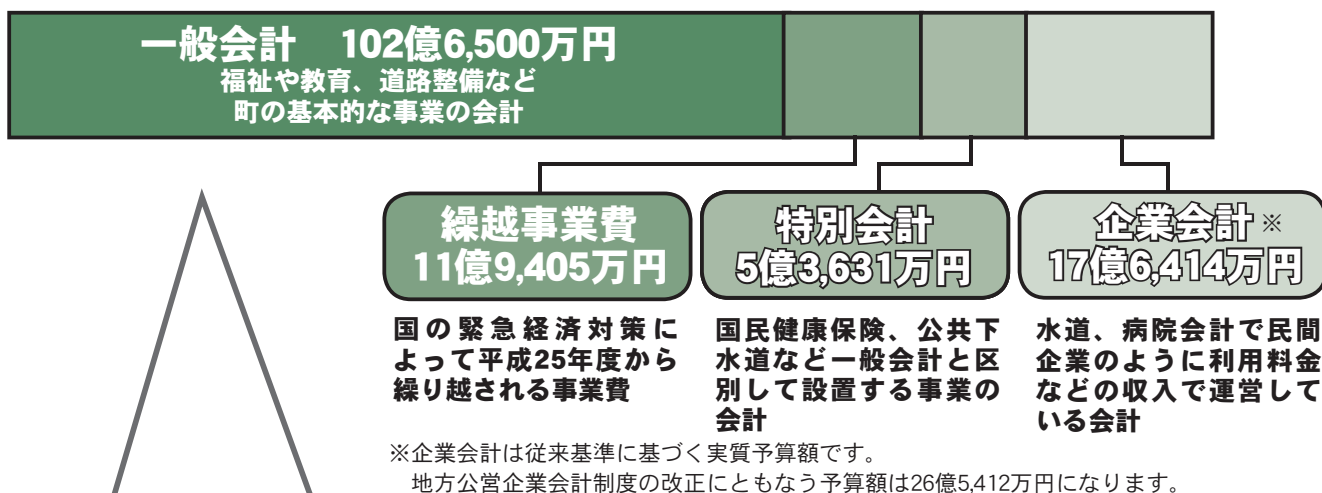 一般会計　102億6,500万円
福祉や教育、道路整備など
町の基本的な事業の会計
繰越事業費
11億9,405万円
国の緊急経済対策に
よって平成25年度から
繰り越される事業費
特別会計
5億3,631万円
国民健康保険、公共下
水道など一般会計と区
別して設置する事業の
会計
企業会計※
17億6,414万円
水道、病院会計で民間
企業のように利用料金
などの収入で運営して
いる会計
※企業会計は従来基準に基づく実質予算額です。
地方公営企業会計制度の改正にともなう予算額は26億5,412万円になります。